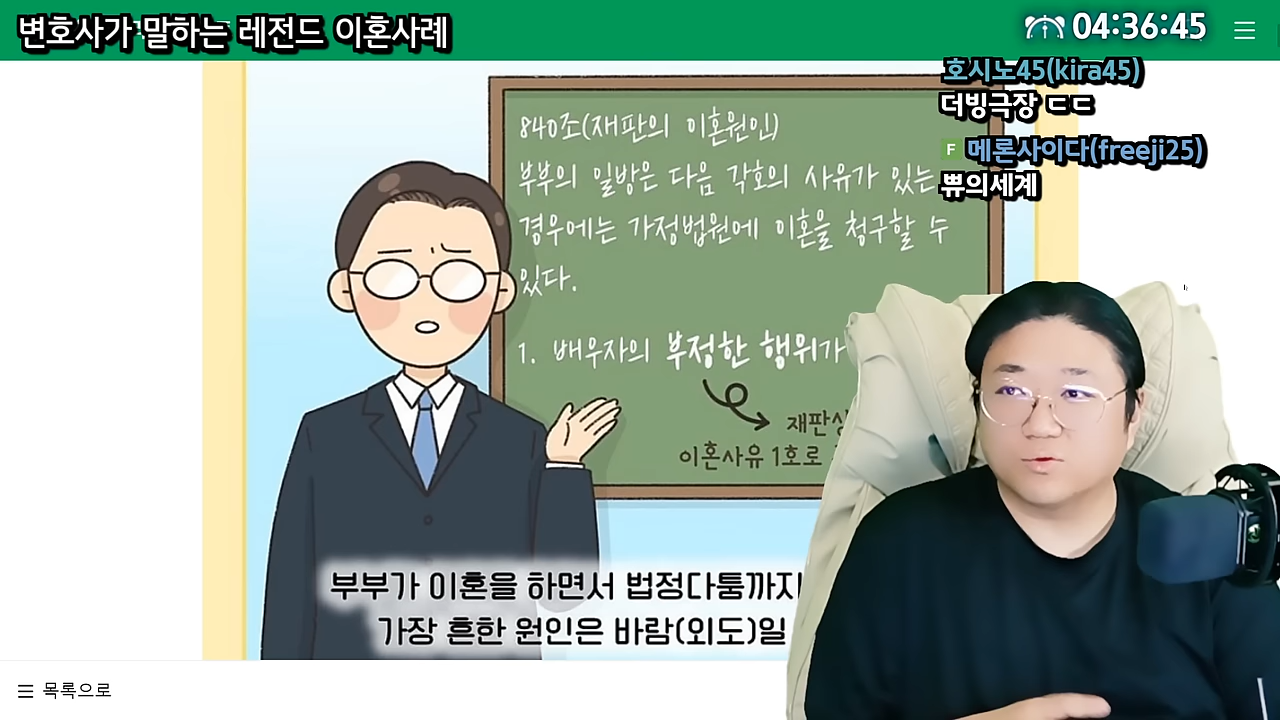 변호사가 말하는 레전드 이혼사례
04:36:45
호시노45(kira45)
더빙극장 ㄷㄷ
F 메론사이다(freeji25)
쀼의세계
840조(재판의 이혼원인)
부부의 일방은 다음 각호의 사유가 있는
경우에는 가정법원에 이혼을 청구할 수
있다.
1. 배우자의 부정한 행위가
재판상
이혼사유 1호로
부부가 이혼을 하면서 법정다툼까지
가장 흔한 원인은 바람(외도)일
목록으로